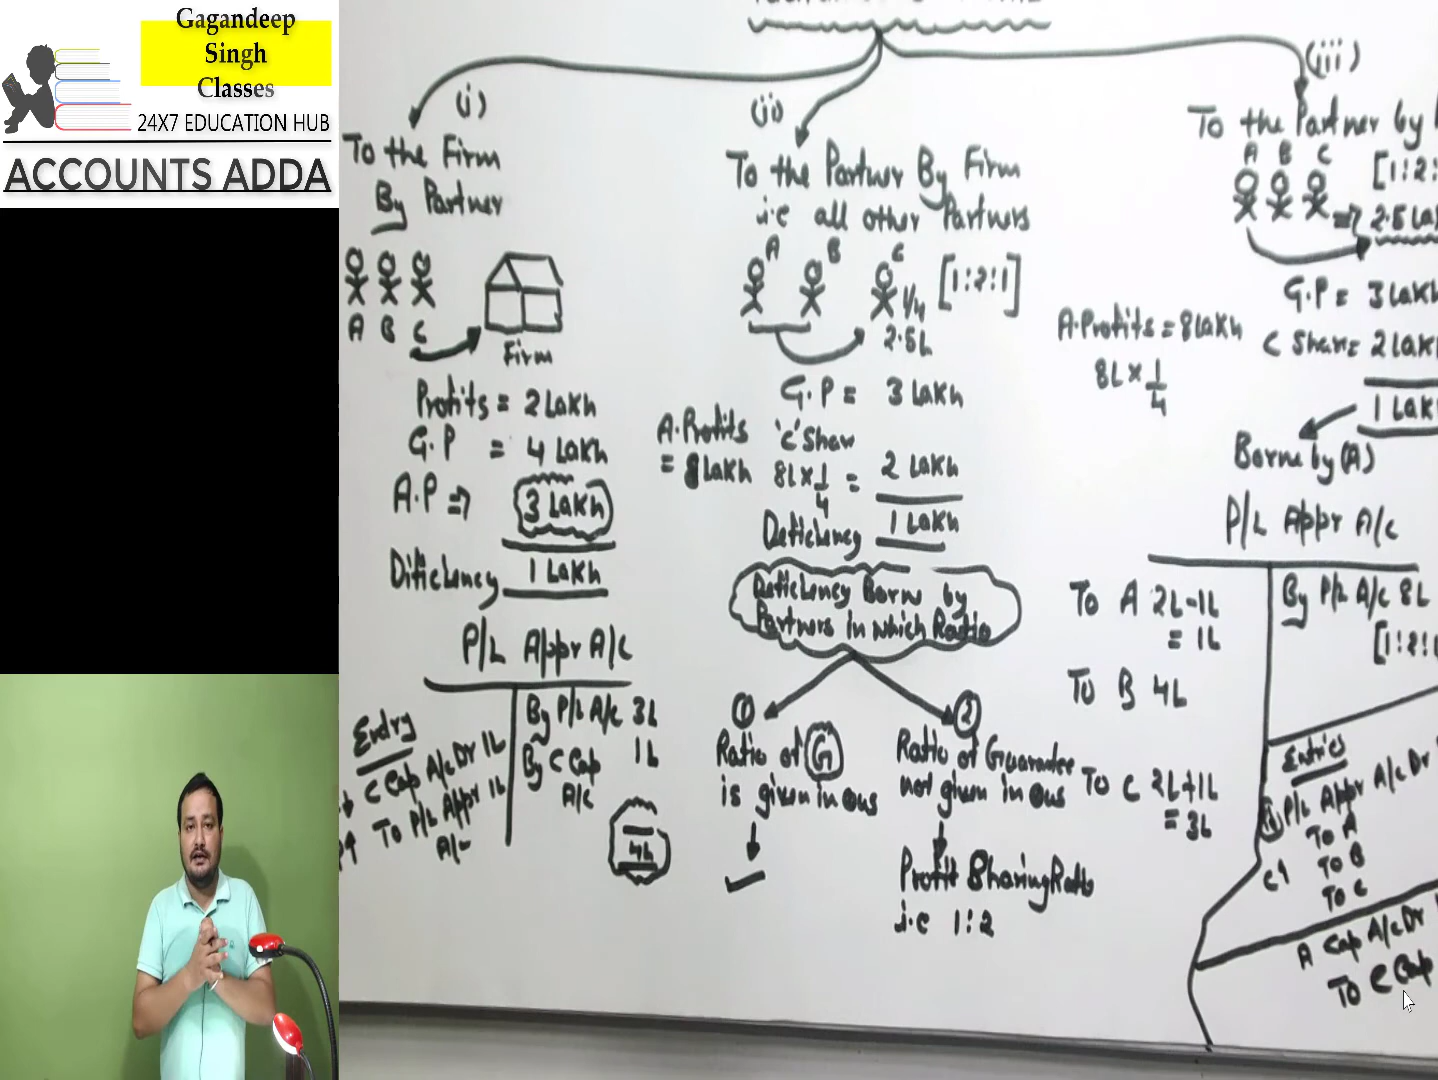 Gagandeep
Singh
Classes
24X7 EDUCATION HUB
ACCOUNTS ADDA
(i)
To the Firm
By Partner
A B C
Firm
Profits = 2 Lakh
G.P = 4 Lakh
A.P => 3 Lakh
Dificiency 1 Lakh
P/L Appr A/c
By P/L A/c 3L
By C Cap 1L
A/c
4L
Entry
C Cap A/c Dr 1L
To P/L Appr 1L
A/c
(ii)
To the Partner By Firm
i.e all other Partners
A B C [1:2:1]
1/4
2.5L
G.P = 3 Lakh
A.Profits 'C' Shar
= 8 Lakh 8L x 1/4 = 2 Lakh
Deficiency 1 Lakh
Deficiency Borne by
Partners in which Ratio
1
Ratio of G
is given in Ques
2
Ratio of Guarantee
not given in Ques
Profit Sharing Ratio
i.e 1:2
(iii)
To the Partner by
A B C
[1:2:
=> 2.5 Lak
G.P = 3 Lakh
A.Profits = 8 Lakh
8L x 1/4
C Share = 2 Lakh
1 Lak
Borne by (A)
P/L Appr A/c
To A 2L-1L
= 1L
To B 4L
To C 2L+1L
= 3L
By P/L A/c 8L
[1:2:
Entries
P/L Appr A/c Dr
To A
To B
To C
A Cap A/c Dr
To C Cap